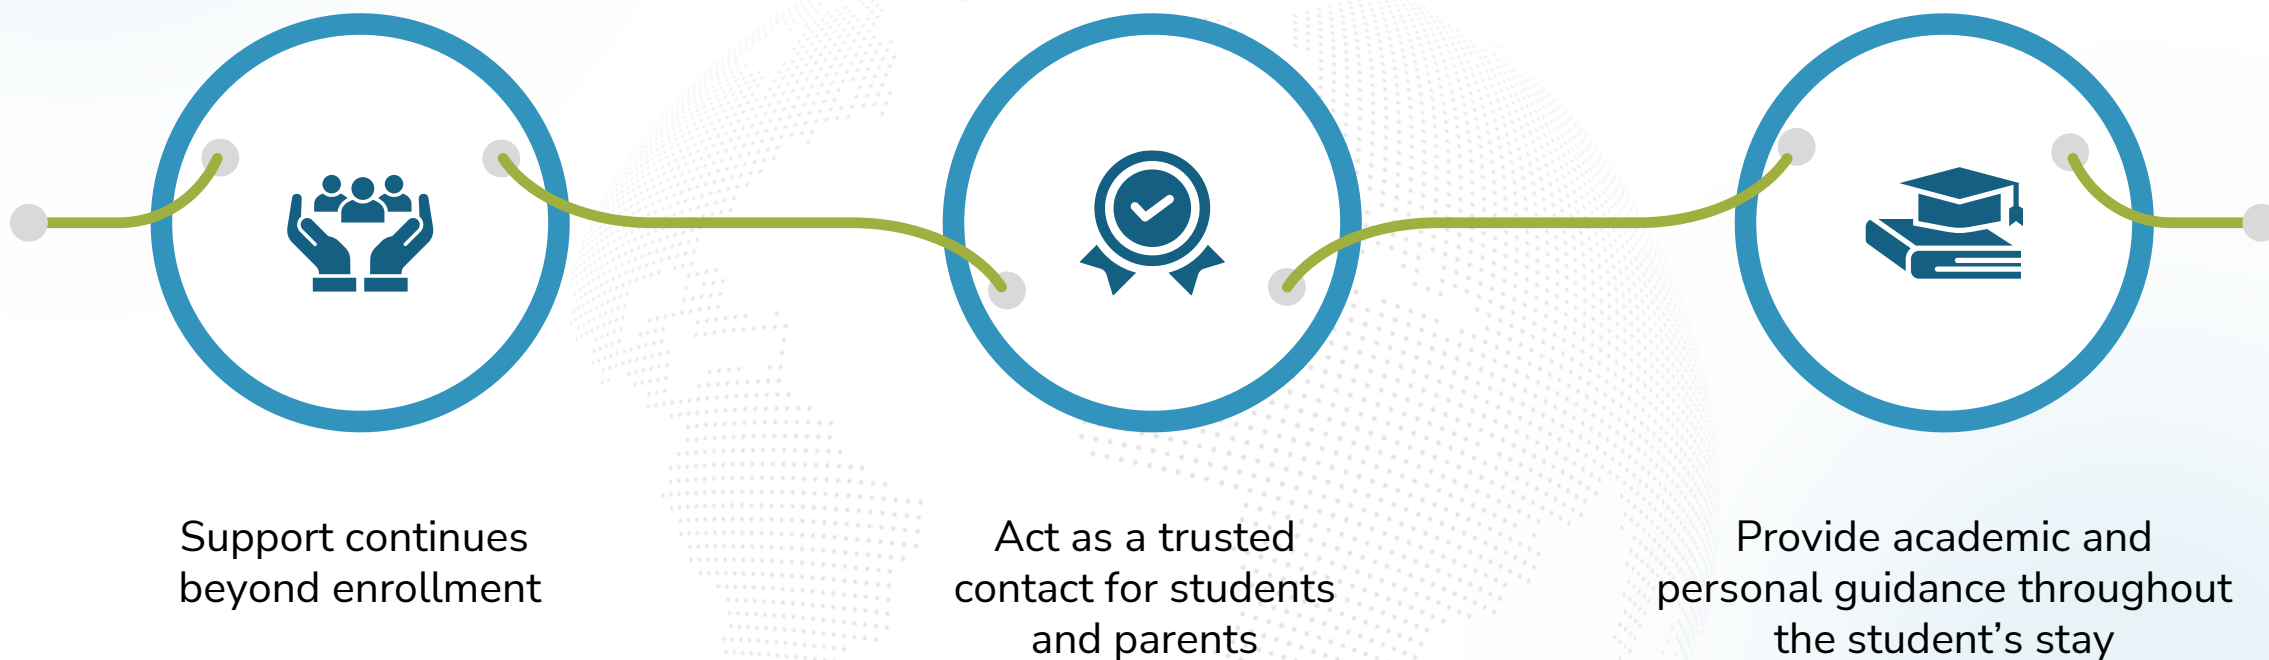 Support continues
beyond enrollment
Act as a trusted
contact for students
and parents
Provide academic and
personal guidance throughout
the student’s stay